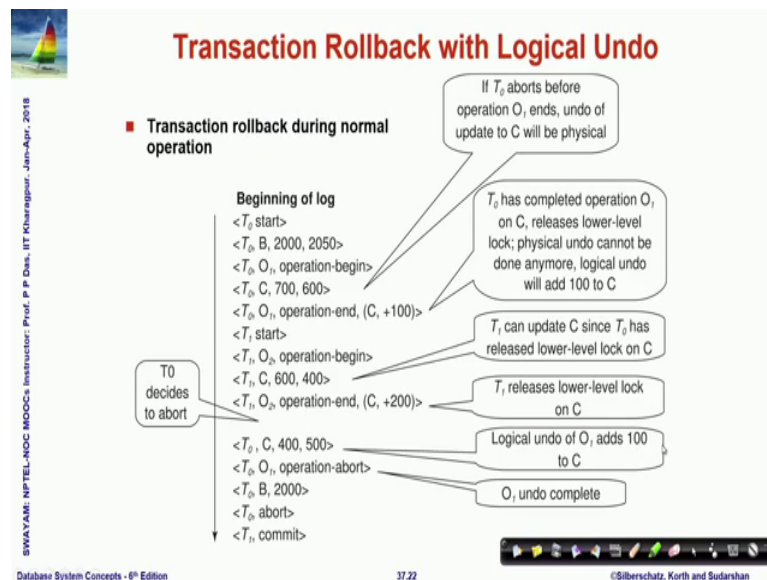 Transaction Rollback with Logical Undo
SWAYAM: NPTEL-NOC MOOCs Instructor: Prof. P P Das, IIT Kharagpur. Jan-Apr, 2018
Transaction rollback during normal
operation
If T0 aborts before
operation O1 ends, undo of
update to C will be physical
Beginning of log
<T0 start>
<T0, B, 2000, 2050>
<T0, O1, operation-begin>
<T0, C, 700, 600>
<T0, O1, operation-end, (C, +100)>
<T1 start>
<T1, O2, operation-begin>
<T1, C, 600, 400>
<T1, O2, operation-end, (C, +200)>
T0 has completed operation O1
on C, releases lower-level
lock; physical undo cannot be
done anymore, logical undo
will add 100 to C
T1 can update C since T0 has
released lower-level lock on C
T1 releases lower-level lock
on C
T0
decides
to abort
<T0, C, 400, 500>
<T0, O1, operation-abort>
<T0, B, 2000>
<T0, abort>
<T1, commit>
Logical undo of O1 adds 100
to C
O1 undo complete
Database System Concepts - 6th Edition
37.22
©Silberschatz, Korth and Sudarshan